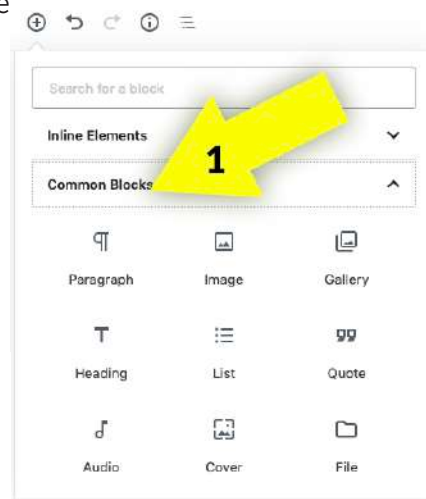 e
Search for a block
Inline Elements
1
Common Blocks
Paragraph Image Gallery
Heading List Quote
Audio Cover File